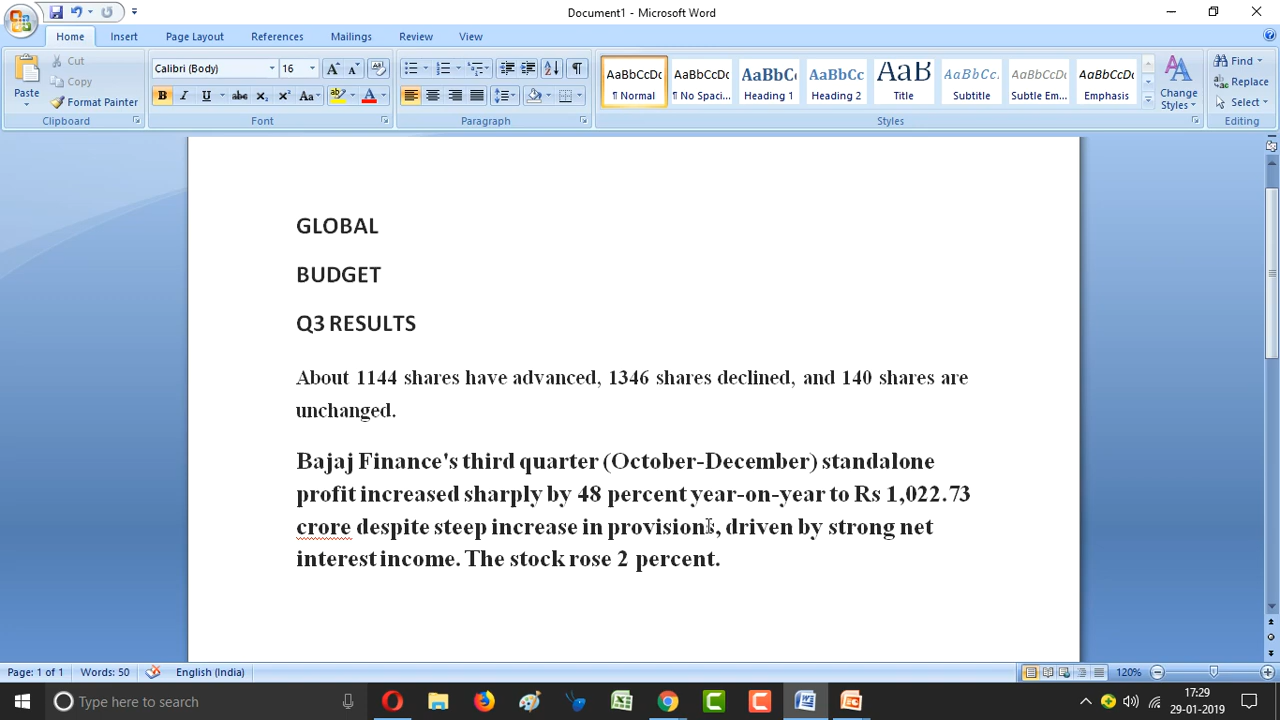 Document1 - Microsoft Word
Home Insert Page Layout References Mailings Review View
Paste
Cut
Copy
Format Painter
Clipboard
Calibri (Body) 16
Font
Paragraph
AaBbCcDc AaBbCcDc AaBbC AaBbCc AaB AaBbCc. AaBbCcDc AaBbCcDc
¶ Normal ¶ No Spaci... Heading 1 Heading 2 Title Subtitle Subtle Em... Emphasis
Change
Styles
Styles
Find
Replace
Select
Editing
GLOBAL
BUDGET
Q3 RESULTS
About 1144 shares have advanced, 1346 shares declined, and 140 shares are
unchanged.
Bajaj Finance's third quarter (October-December) standalone
profit increased sharply by 48 percent year-on-year to Rs 1,022.73
crore despite steep increase in provisions, driven by strong net
interest income. The stock rose 2 percent.
Page: 1 of 1 Words: 50 English (India) 120%
Type here to search
17:29
29-01-2019